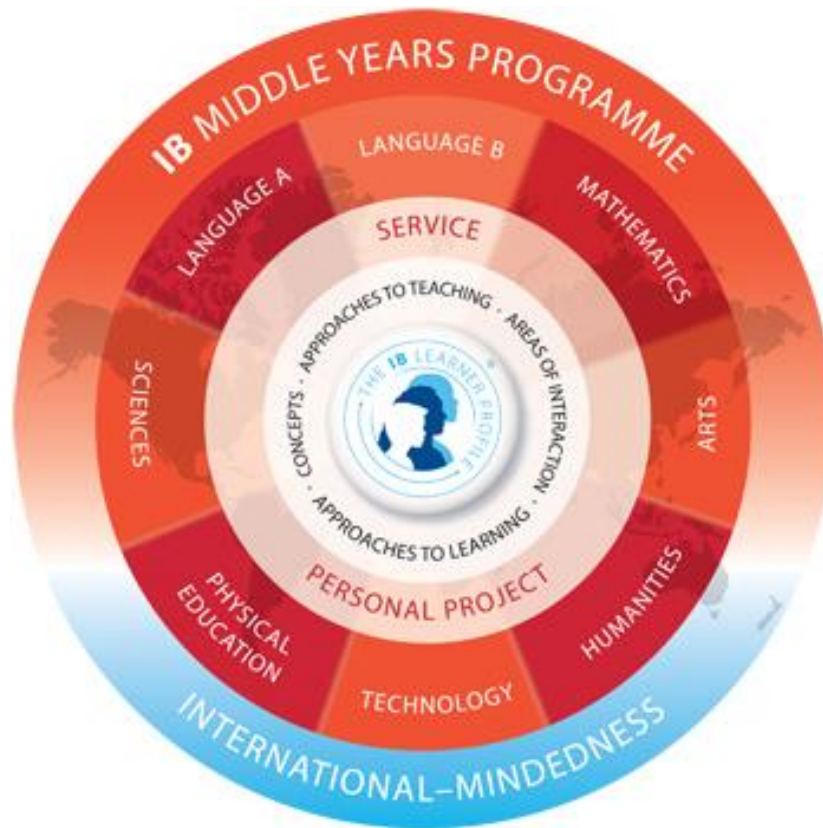 IB MIDDLE YEARS PROGRAMME
LANGUAGE A
LANGUAGE B
MATHEMATICS
SCIENCES
ARTS
PHYSICAL
EDUCATION
TECHNOLOGY
HUMANITIES
SERVICE
PERSONAL PROJECT
· CONCEPTS · APPROACHES TO TEACHING · AREAS OF INTERACTION
· APPROACHES TO LEARNING ·
· THE IB LEARNER PROFILE ·
®
INTERNATIONAL–MINDEDNESS